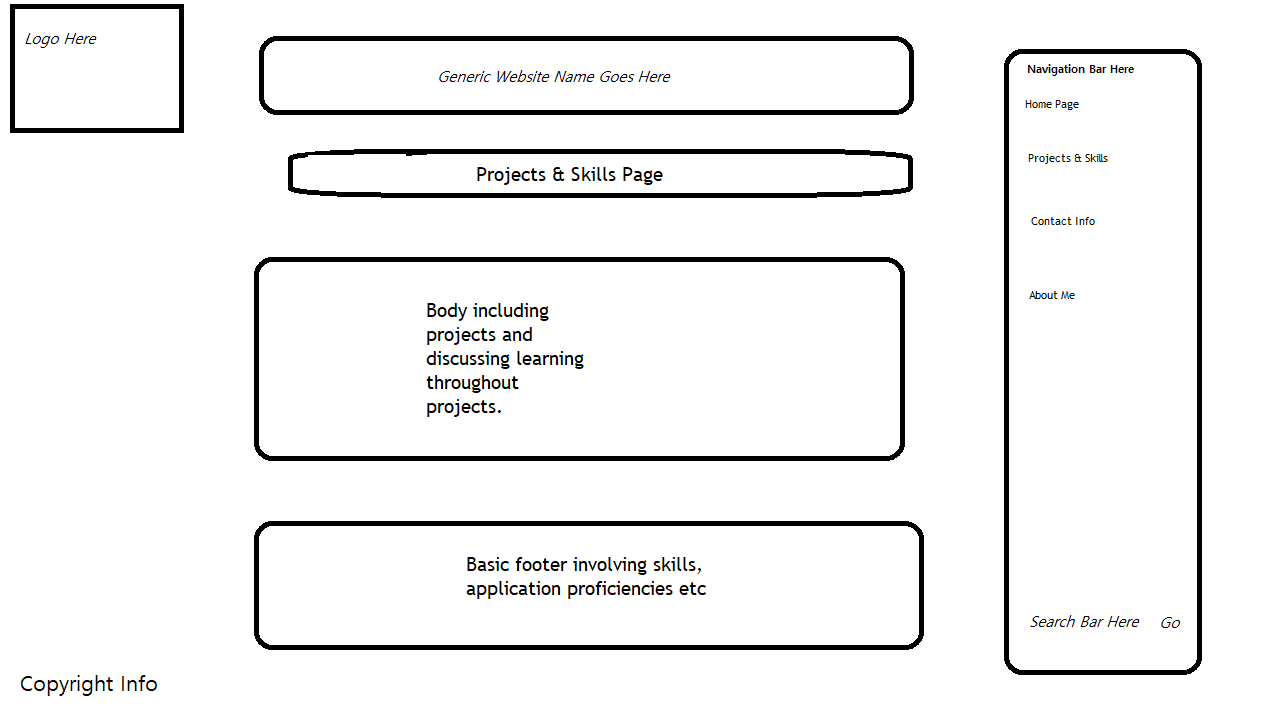 Logo Here
Generic Website Name Goes Here
Projects & Skills Page
Body including
projects and
discussing learning
throughout
projects.
Basic footer involving skills,
application proficiencies etc
Copyright Info
Navigation Bar Here
Home Page
Projects & Skills
Contact Info
About Me
Search Bar Here Go